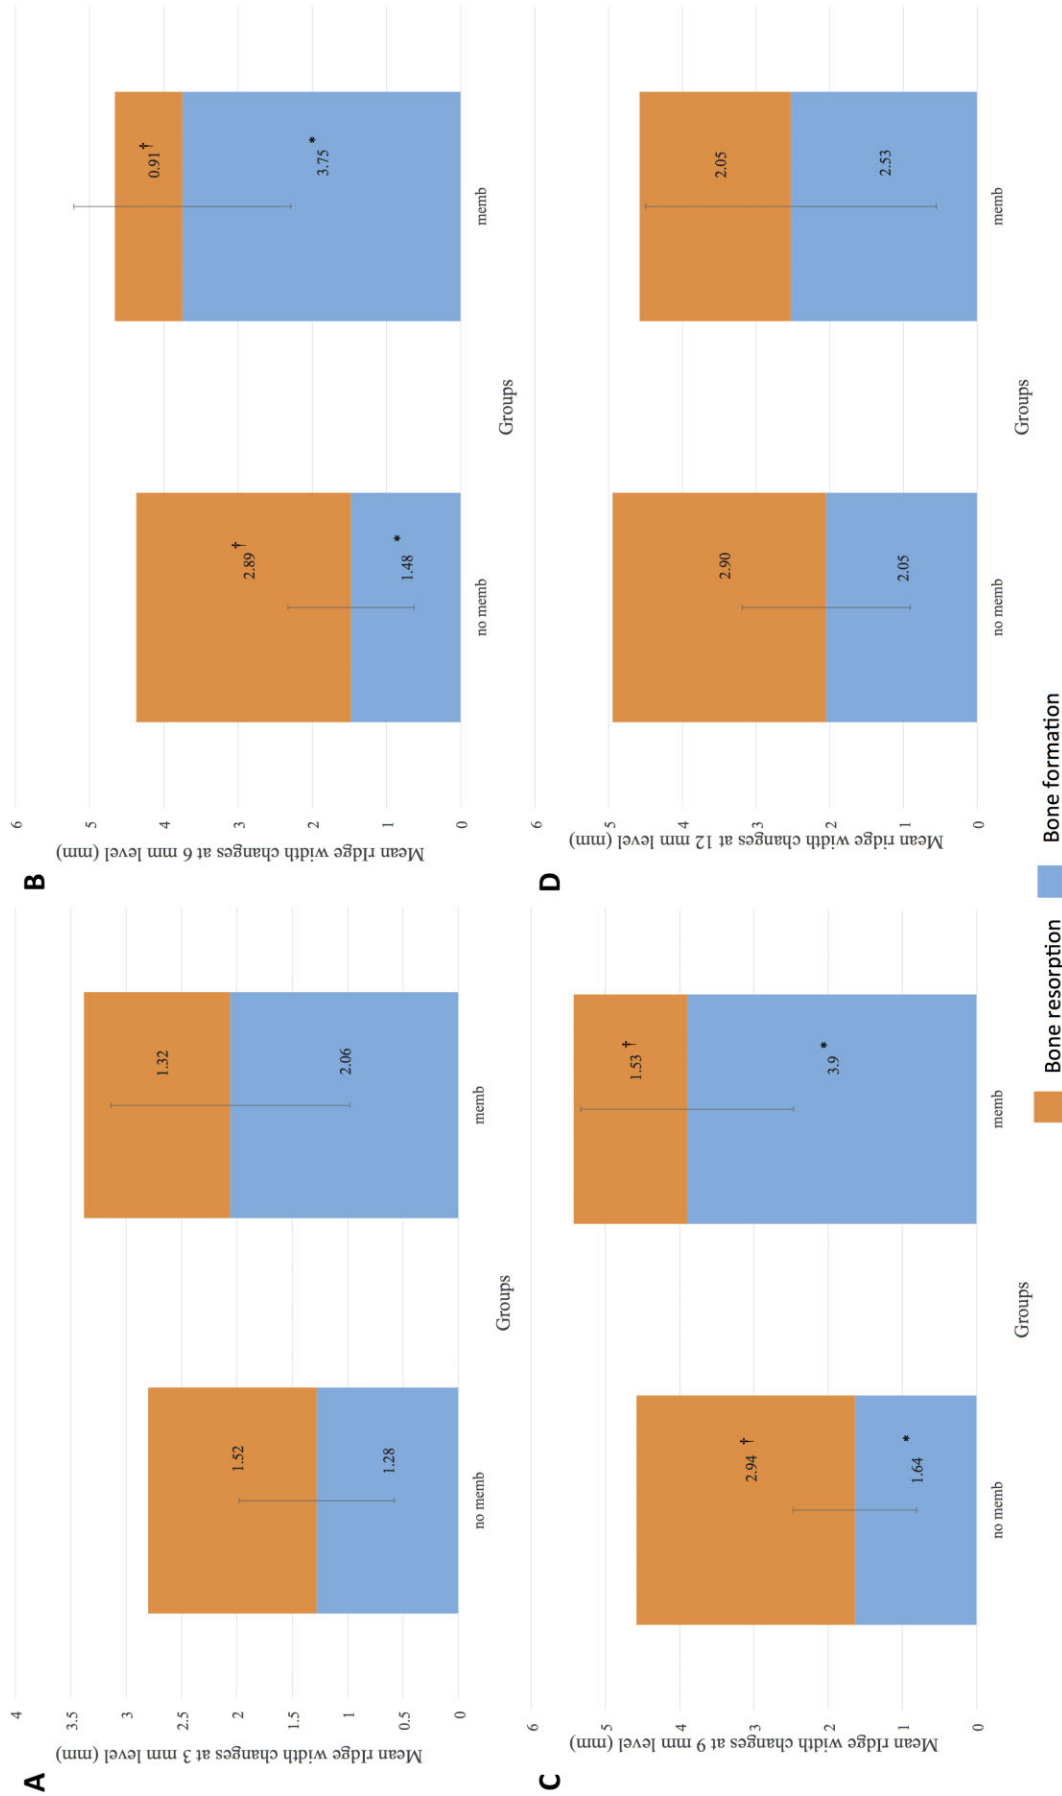 A
Mean ridge width changes at 3 mm level (mm)
4
3.5
3
2.5
2
1.5
1
0.5
0
1.52
1.28
1.32
2.06
no memb
memb
Groups
B
Mean ridge width changes at 6 mm level (mm)
6
5
4
3
2
1
0
2.89 †
1.48 *
0.91 †
3.75 *
no memb
memb
Groups
C
Mean ridge width changes at 9 mm level (mm)
6
5
4
3
2
1
0
2.94 †
1.64 *
1.53 †
3.9 *
no memb
memb
Groups
D
Mean ridge width changes at 12 mm level (mm)
6
5
4
3
2
1
0
2.90
2.05
2.05
2.53
no memb
memb
Groups
Bone resorption
Bone formation